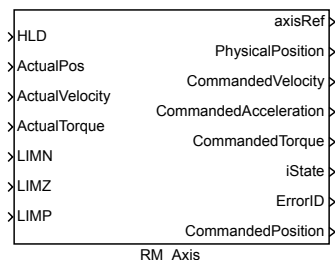 HLD
ActualPos
ActualVelocity
ActualTorque
LIMN
LIMZ
LIMP
axisRef
PhysicalPosition
CommandedVelocity
CommandedAcceleration
CommandedTorque
iState
ErrorID
CommandedPosition
RM_Axis